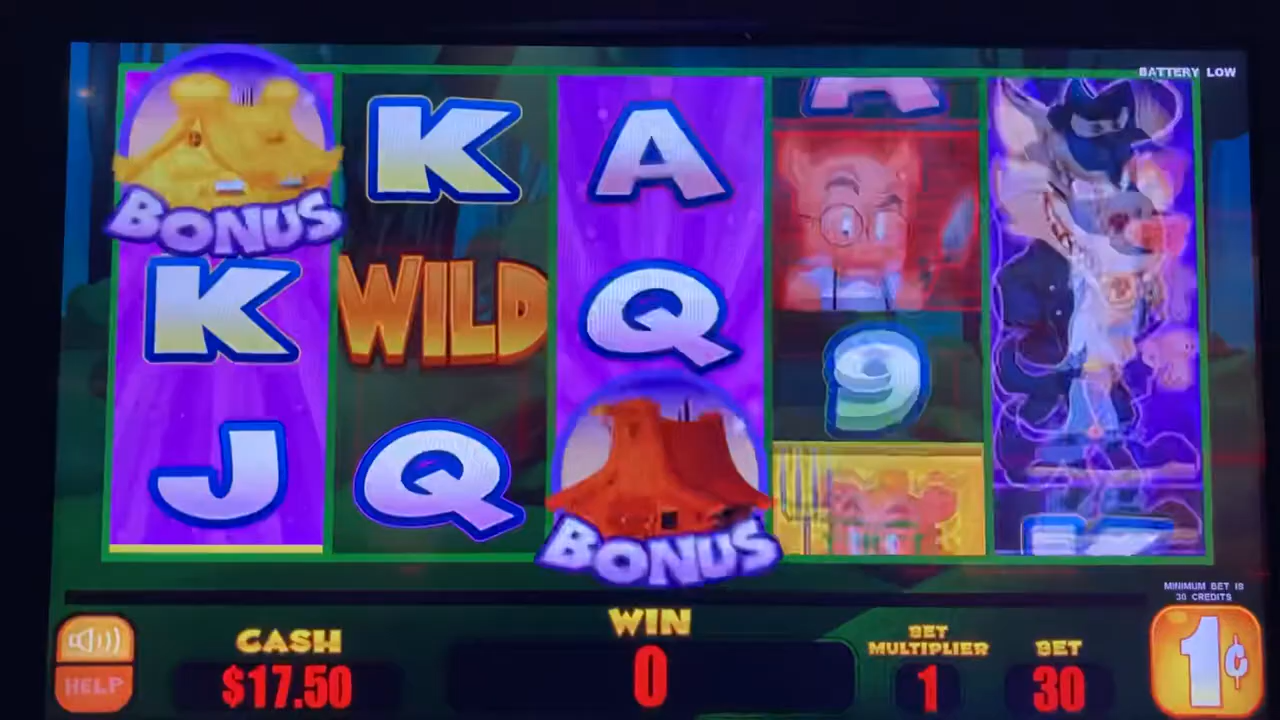 BATTERY LOW
BONUS
K
A
A
K
WILD
Q
9
J
Q
BONUS
MINIMUM BET IS
30 CREDITS
WIN
0
CASH
$17.50
BET
MULTIPLIER
1
BET
30
1¢
HELP